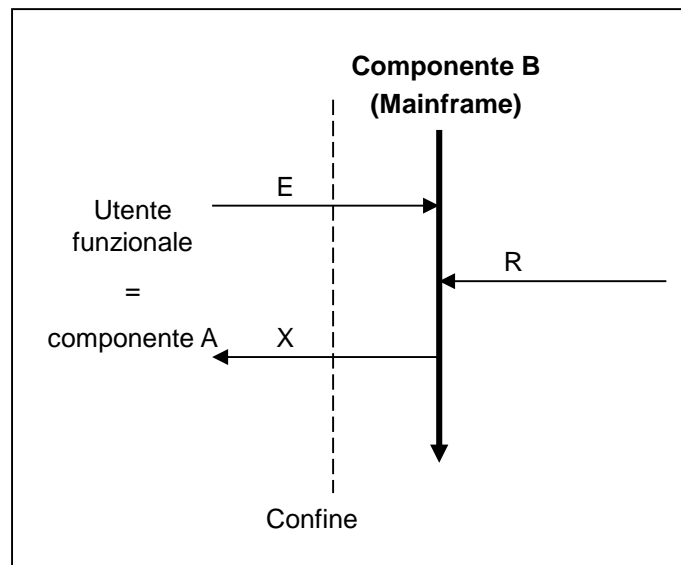 Componente B
(Mainframe)
E
Utente
funzionale
R
=
componente A
X
Confine